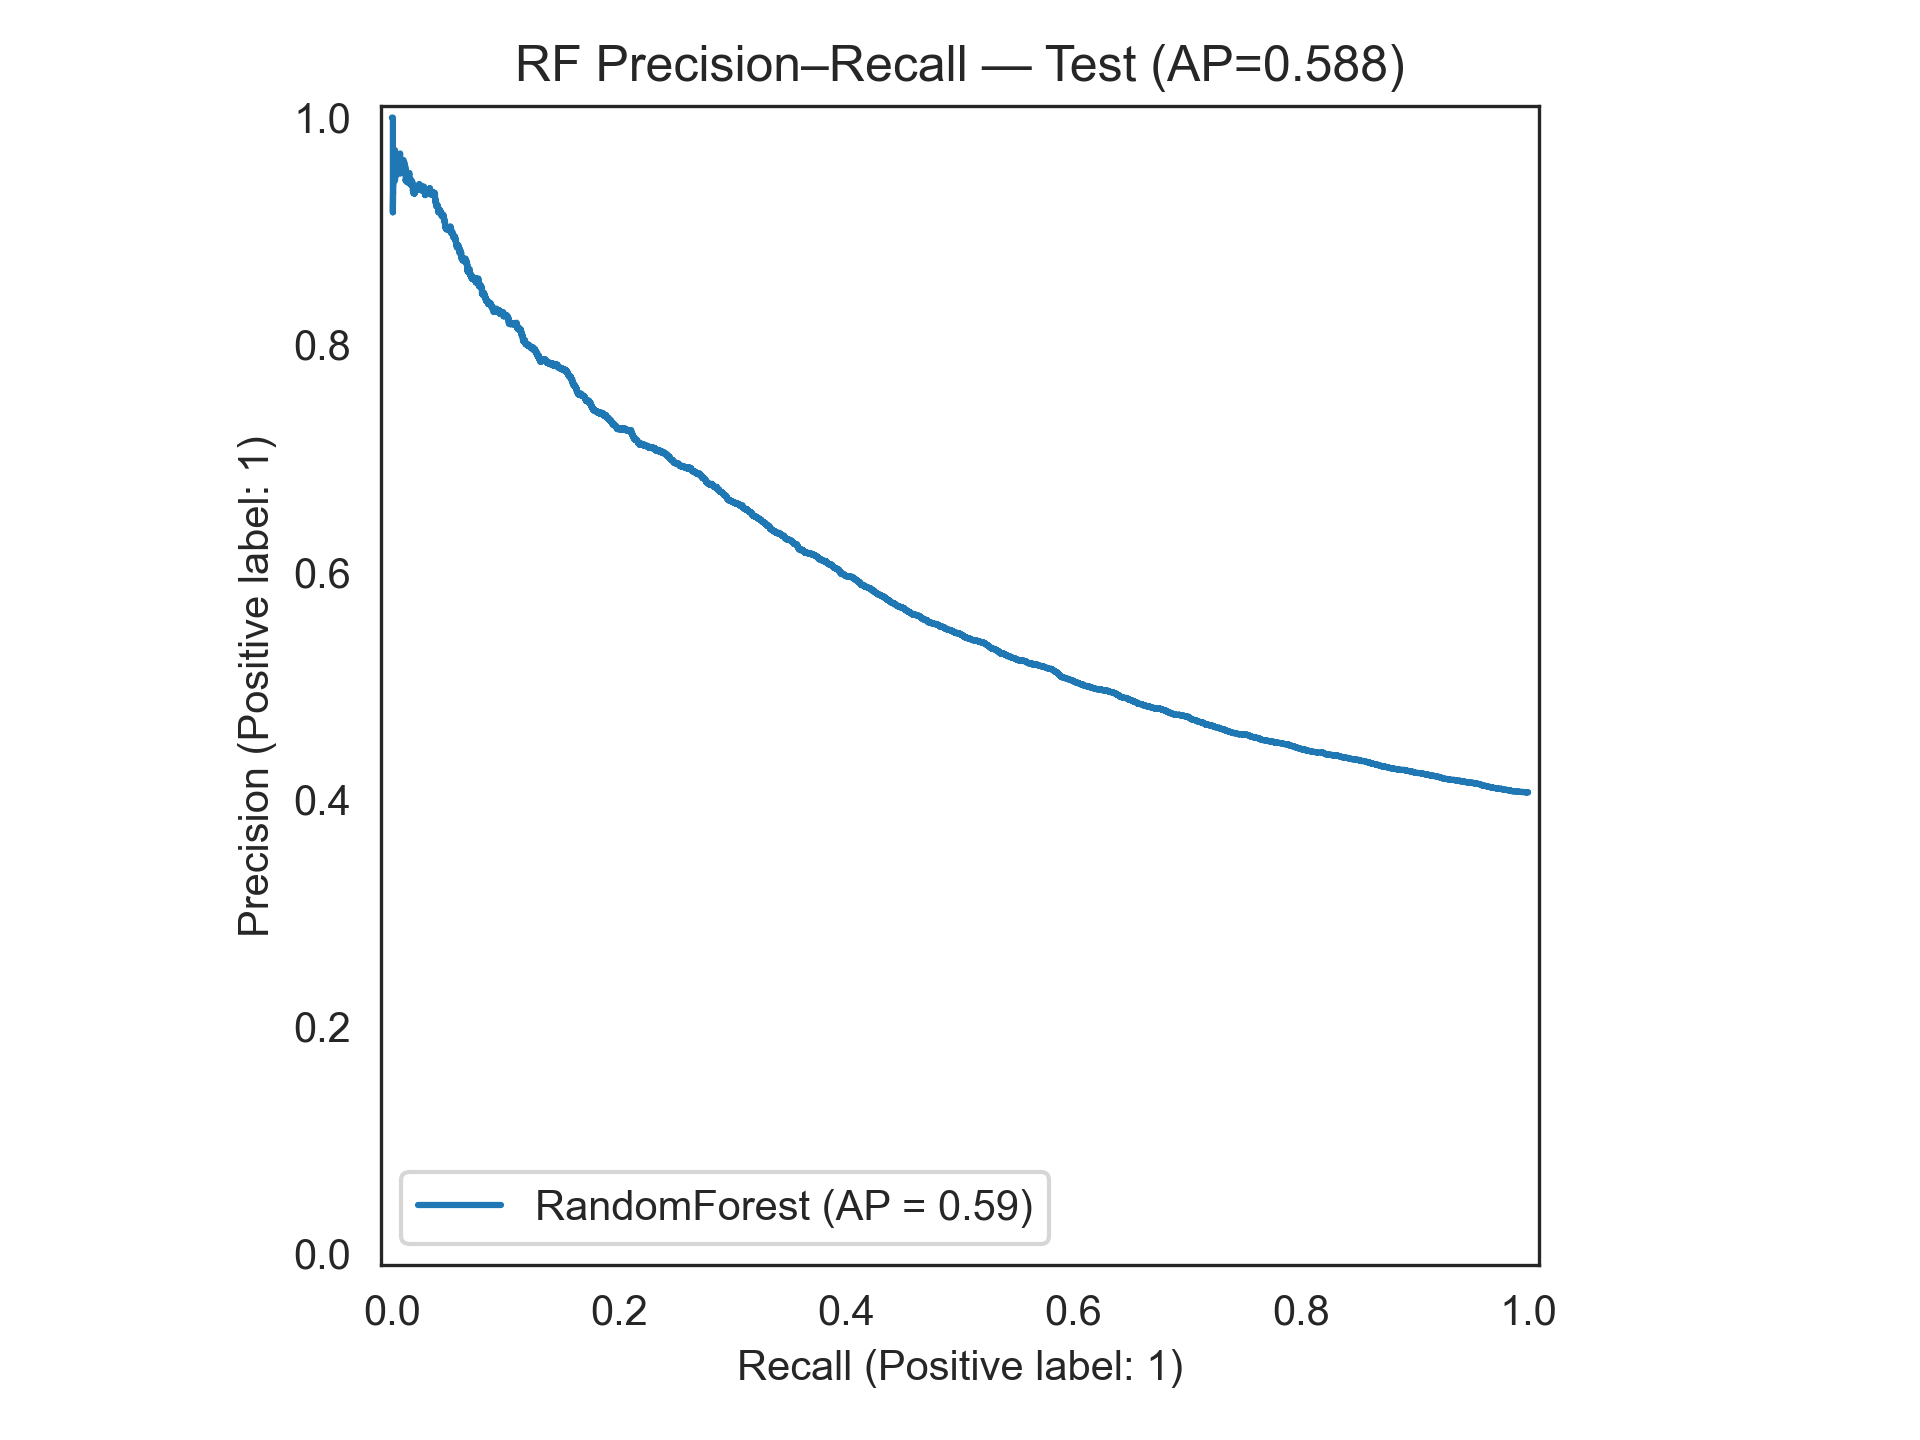 RF Precision–Recall — Test (AP=0.588)
1.0
0.8
0.6
0.4
0.2
0.0
Precision (Positive label: 1)
RandomForest (AP = 0.59)
0.0 0.2 0.4 0.6 0.8 1.0
Recall (Positive label: 1)